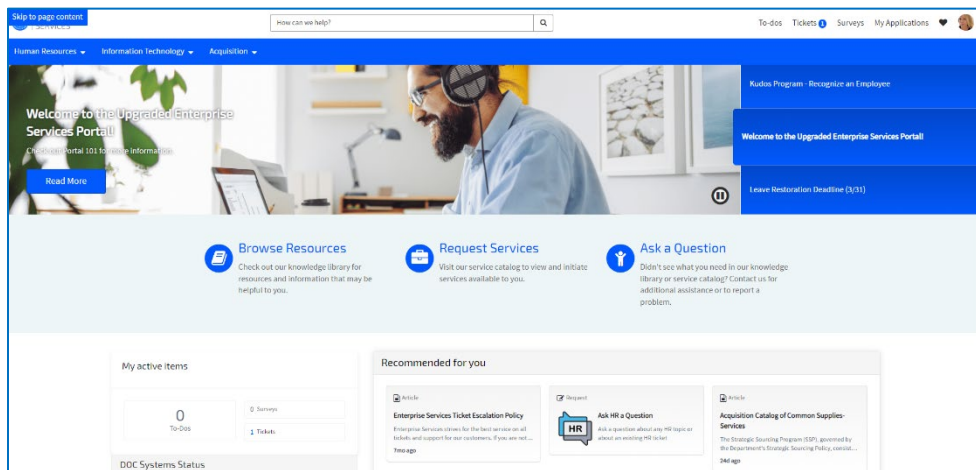 Skip to page content
SERVICES
How can we help?
To-dos Tickets 1 Surveys My Applications
Human Resources Information Technology Acquisition
Welcome to the Upgraded Enterprise
Services Portal!
Check out Portal 101 for more information.
Read More
Kudos Program - Recognize an Employee
Welcome to the Upgraded Enterprise Services Portal!
Leave Restoration Deadline (3/31)
Browse Resources
Check out our knowledge library for
resources and information that may be
helpful to you.
Request Services
Visit our service catalog to view and initiate
services available to you.
Ask a Question
Didn't see what you need in our knowledge
library or service catalog? Contact us for
additional assistance or to report a
problem.
My active items
0
To-Dos
0 Surveys
1 Tickets
DOC Systems Status
Recommended for you
Article
Enterprise Services Ticket Escalation Policy
Enterprise Services strives for the best service on all
tickets and support for our customers. If you are not ...
7mo ago
Request
HR
Ask HR a Question
Ask a question about any HR topic or
about an existing HR ticket
Article
Acquisition Catalog of Common Supplies-
Services
The Strategic Sourcing Program (SSP), governed by
the Department's Strategic Sourcing Policy, consist...
24d ago